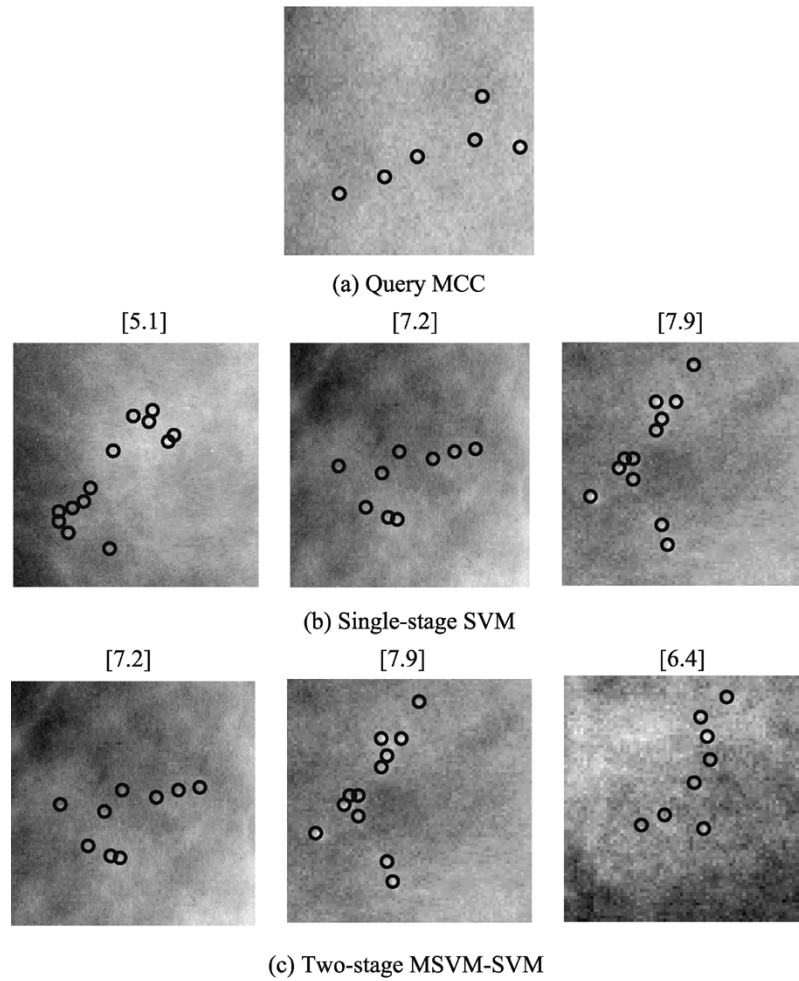 (a) Query MCC
[5.1] [7.2] [7.9]
(b) Single-stage SVM
[7.2] [7.9] [6.4]
(c) Two-stage MSVM-SVM